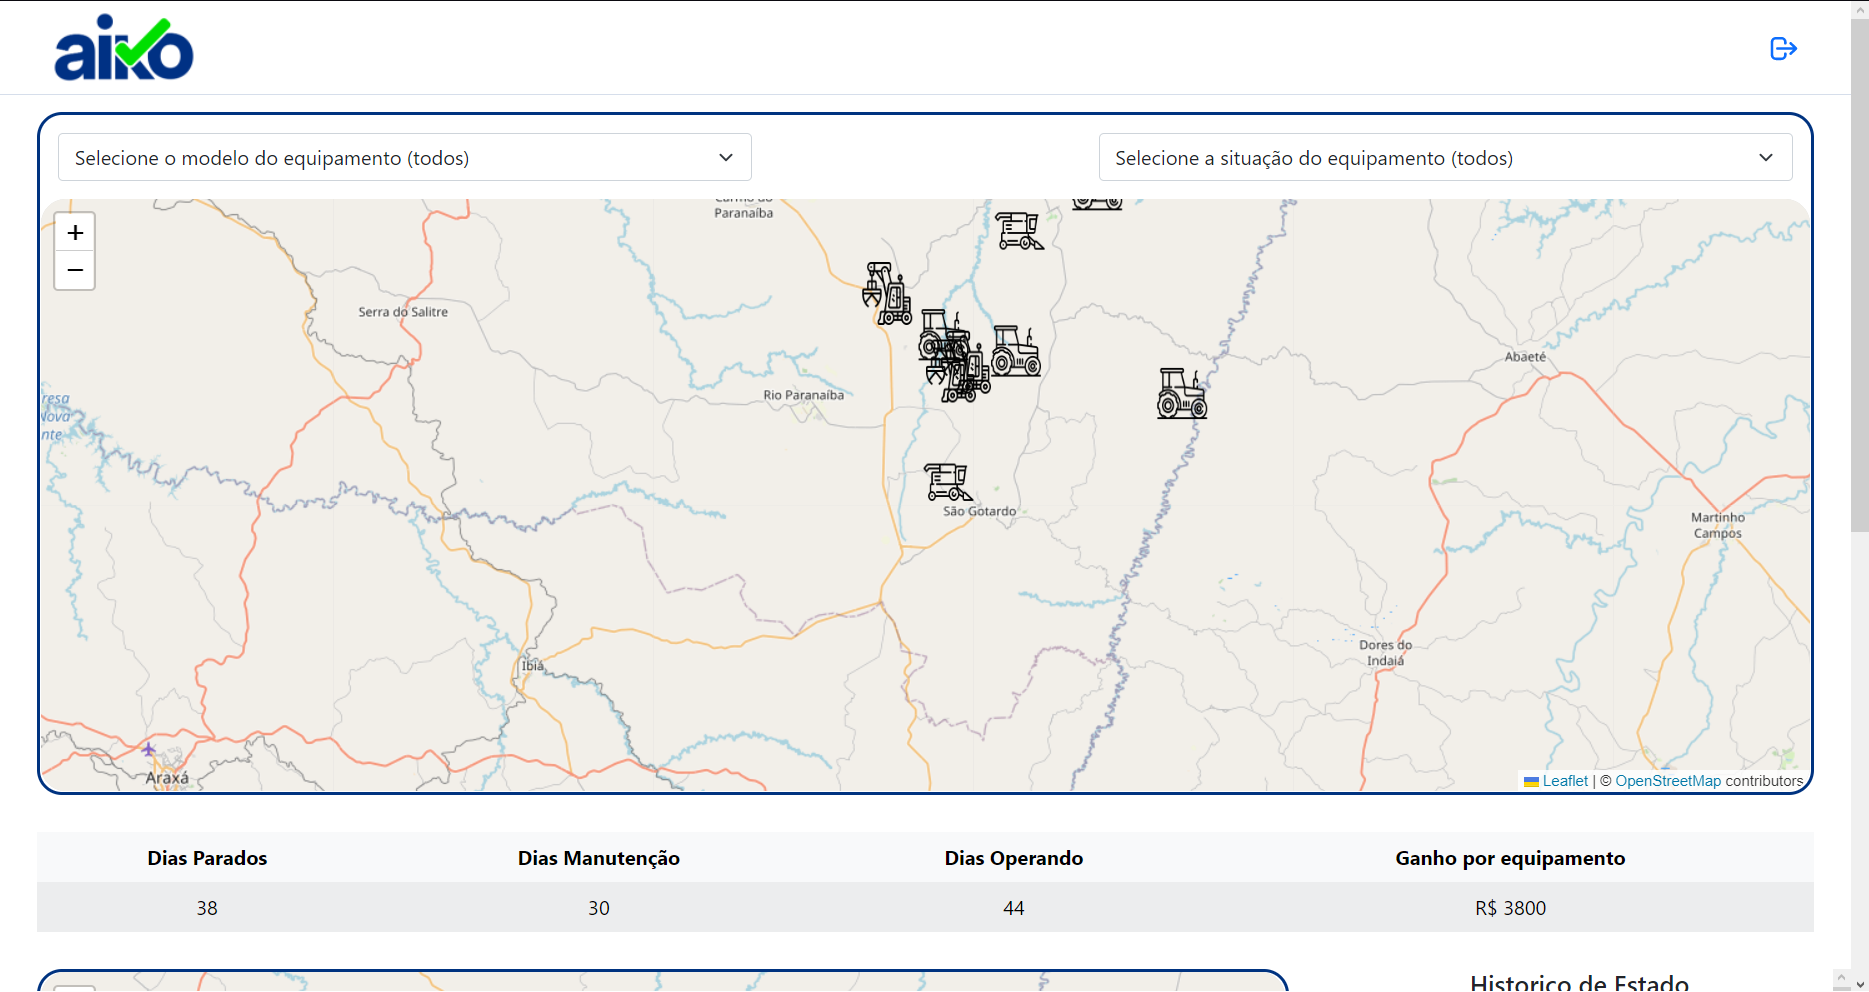 aiko
Selecione o modelo do equipamento (todos)
Selecione a situação do equipamento (todos)
+
−
Carmo do
Paranaíba
Serra do Salitre
Abaeté
Rio Paranaíba
resa
Nova
nte
São Gotardo
Martinho
Campos
Dores do
Indaiá
Ibiá
Araxá
Leaflet | © OpenStreetMap contributors
Dias Parados
Dias Manutenção
Dias Operando
Ganho por equipamento
38
30
44
R$ 3800
Historico de Estado